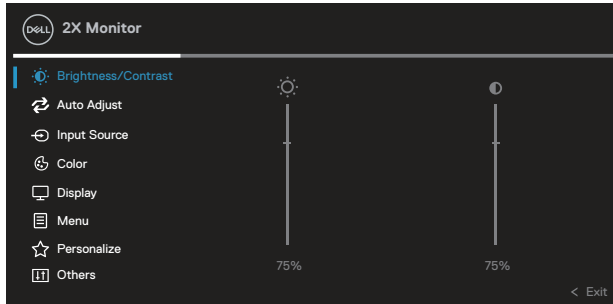 DELL 2X Monitor
Brightness/Contrast
Auto Adjust
Input Source
Color
Display
Menu
Personalize
Others
75%
75%
< Exit